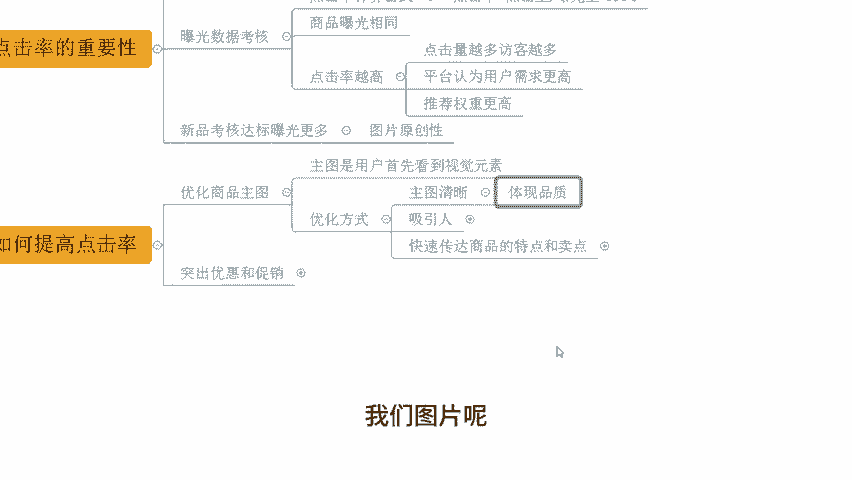 曝光数据考核
商品曝光相同
点击率的重要性
点击量越多访客越多
点击率越高
平台认为用户需求更高
推荐权重更高
新品考核达标曝光更多
图片原创性
主图是用户首先看到视觉元素
优化商品主图
主图清晰
体现品质
优化方式
吸引人
如何提高点击率
快速传达商品的特点和卖点
突出优惠和促销
我们图片呢